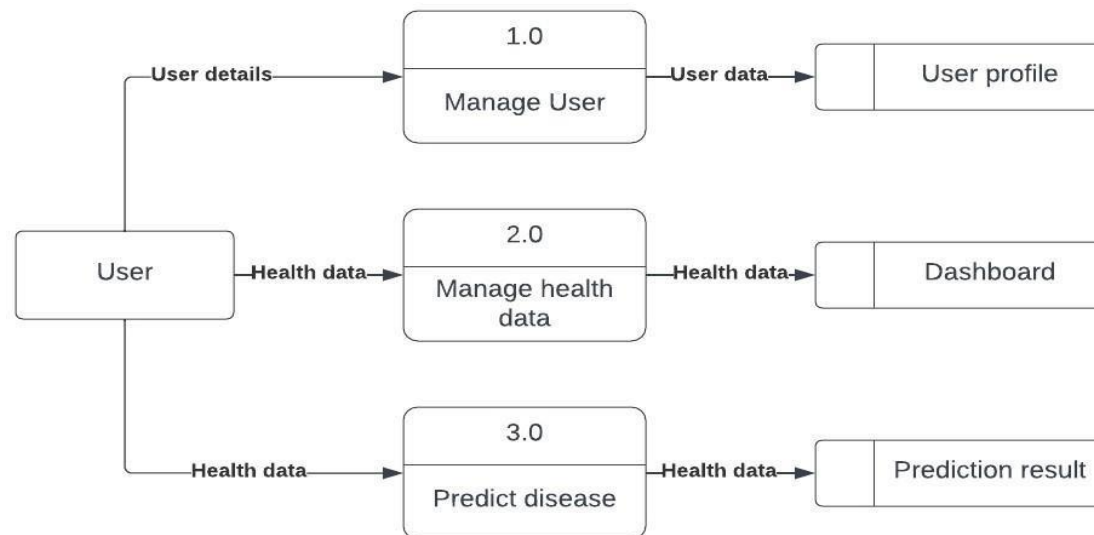 1.0
User details
Manage User
User data
User profile
User
Health data
2.0
Manage health
data
Health data
Dashboard
Health data
3.0
Predict disease
Health data
Prediction result